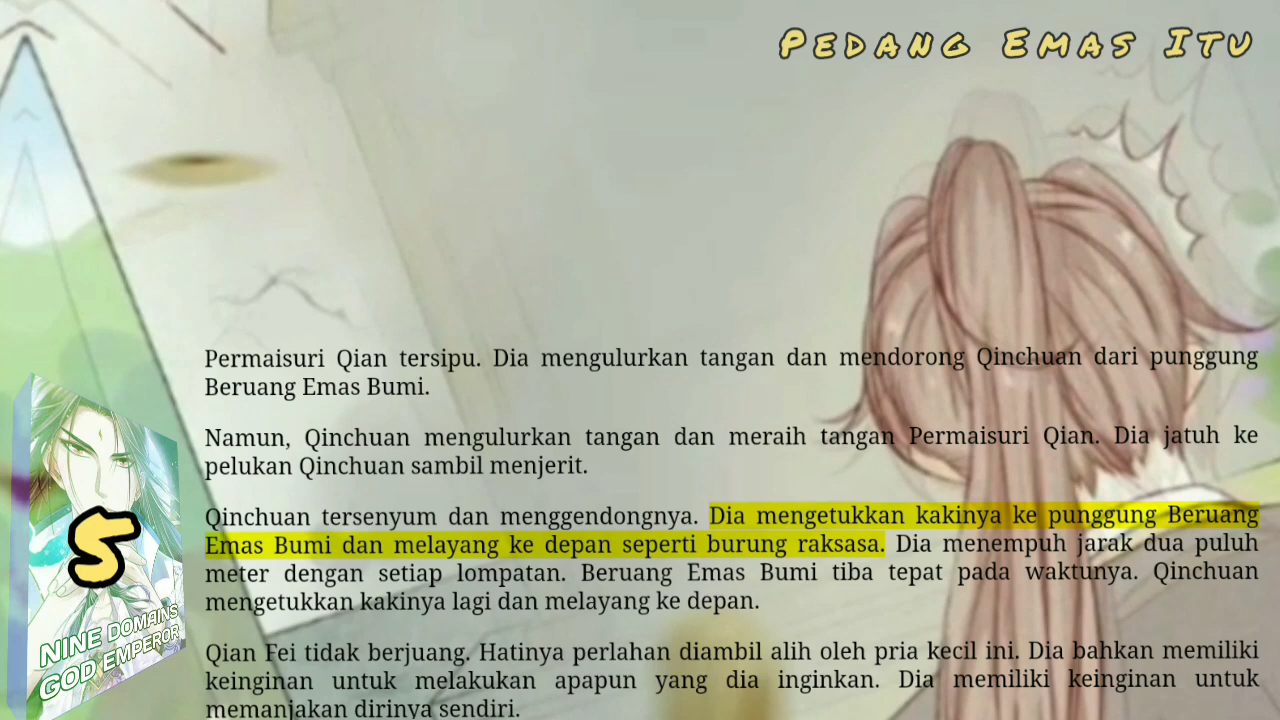 Pedang Emas Itu
Permaisuri Qian tersipu. Dia mengulurkan tangan dan mendorong Qinchuan dari punggung
Beruang Emas Bumi.
Namun, Qinchuan mengulurkan tangan dan meraih tangan Permaisuri Qian. Dia jatuh ke
pelukan Qinchuan sambil menjerit.
Qinchuan tersenyum dan menggendongnya. Dia mengetukkan kakinya ke punggung Beruang
Emas Bumi dan melayang ke depan seperti burung raksasa. Dia menempuh jarak dua puluh
meter dengan setiap lompatan. Beruang Emas Bumi tiba tepat pada waktunya. Qinchuan
mengetukkan kakinya lagi dan melayang ke depan.
Qian Fei tidak berjuang. Hatinya perlahan diambil alih oleh pria kecil ini. Dia bahkan memiliki
keinginan untuk melakukan apapun yang dia inginkan. Dia memiliki keinginan untuk
memanjakan dirinya sendiri.
S
NINE DOMAINS
GOD EMPEROR